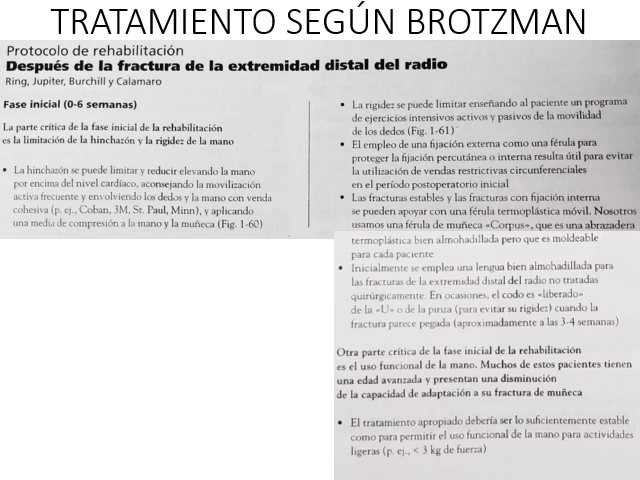 TRATAMIENTO SEGÚN BROTZMAN
Protocolo de rehabilitación
Después de la fractura de la extremidad distal del radio
Ring, Jupiter, Burchill y Calamaro
Fase inicial (0-6 semanas)
La parte crítica de la fase inicial de la rehabilitación
es la limitación de la hinchazón y la rigidez de la mano
• La hinchazón se puede limitar y reducir elevando la mano
por encima del nivel cardíaco, aconsejando la movilización
activa frecuente y envolviendo los dedos y la mano con venda
cohesiva (p. ej., Coban, 3M, St. Paul, Minn), y aplicando
una media de compresión a la mano y la muñeca (Fig. 1-60)
• La rigidez se puede limitar enseñando al paciente un programa
de ejercicios intensivos activos y pasivos de la movilidad
de los dedos (Fig. 1-61)
• El empleo de una fijación externa como una férula para
proteger la fijación percutánea o interna resulta útil para evitar
la utilización de vendas restrictivas circunferenciales
en el período postoperatorio inicial
• Las fracturas estables y las fracturas con fijación interna
se pueden apoyar con una férula termoplástica móvil. Nosotros
usamos una férula de muñeca «Corpus», que es una abrazadera
termoplástica bien almohadillada pero que es moldeable
para cada paciente
• Inicialmente se emplea una lengua bien almohadillada para
las fracturas de la extremidad distal del radio no tratadas
quirúrgicamente. En ocasiones, el codo es «liberado»
de la «U» o de la pinza (para evitar su rigidez) cuando la
fractura parece pegada (aproximadamente a las 3-4 semanas)
Otra parte crítica de la fase inicial de la rehabilitación
es el uso funcional de la mano. Muchos de estos pacientes tienen
una edad avanzada y presentan una disminución
de la capacidad de adaptación a su fractura de muñeca
• El tratamiento apropiado debería ser lo suficientemente estable
como para permitir el uso funcional de la mano para actividades
ligeras (p. ej., < 3 kg de fuerza)